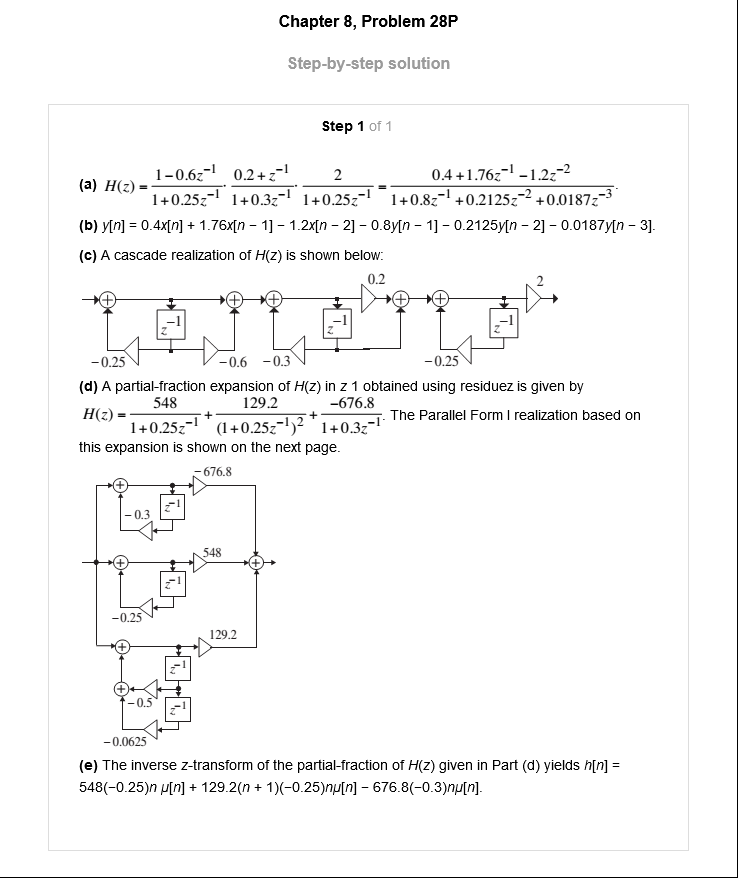 Chapter 8, Problem 28P
Step-by-step solution
Step 1 of 1
(a) H(z) = (1−0.6z⁻¹)/(1+0.25z⁻¹) · (0.2+z⁻¹)/(1+0.3z⁻¹) · 2/(1+0.25z⁻¹) = (0.4+1.76z⁻¹−1.2z⁻²)/(1+0.8z⁻¹+0.2125z⁻²+0.0187z⁻³).
(b) y[n] = 0.4x[n] + 1.76x[n − 1] − 1.2x[n − 2] − 0.8y[n − 1] − 0.2125y[n − 2] − 0.0187y[n − 3].
(c) A cascade realization of H(z) is shown below:
0.2 2
+ + + + +
z⁻¹ z⁻¹ z⁻¹
−0.25 −0.6 −0.3 −0.25
(d) A partial-fraction expansion of H(z) in z 1 obtained using residuez is given by
H(z) = 548/(1+0.25z⁻¹) + 129.2/(1+0.25z⁻¹)² + −676.8/(1+0.3z⁻¹). The Parallel Form I realization based on
this expansion is shown on the next page.
−676.8
+
z⁻¹
−0.3
548
+ +
z⁻¹
−0.25
129.2
+
z⁻¹
+
−0.5 z⁻¹
−0.0625
(e) The inverse z-transform of the partial-fraction of H(z) given in Part (d) yields h[n] =
548(−0.25)n μ[n] + 129.2(n + 1)(−0.25)nμ[n] − 676.8(−0.3)nμ[n].